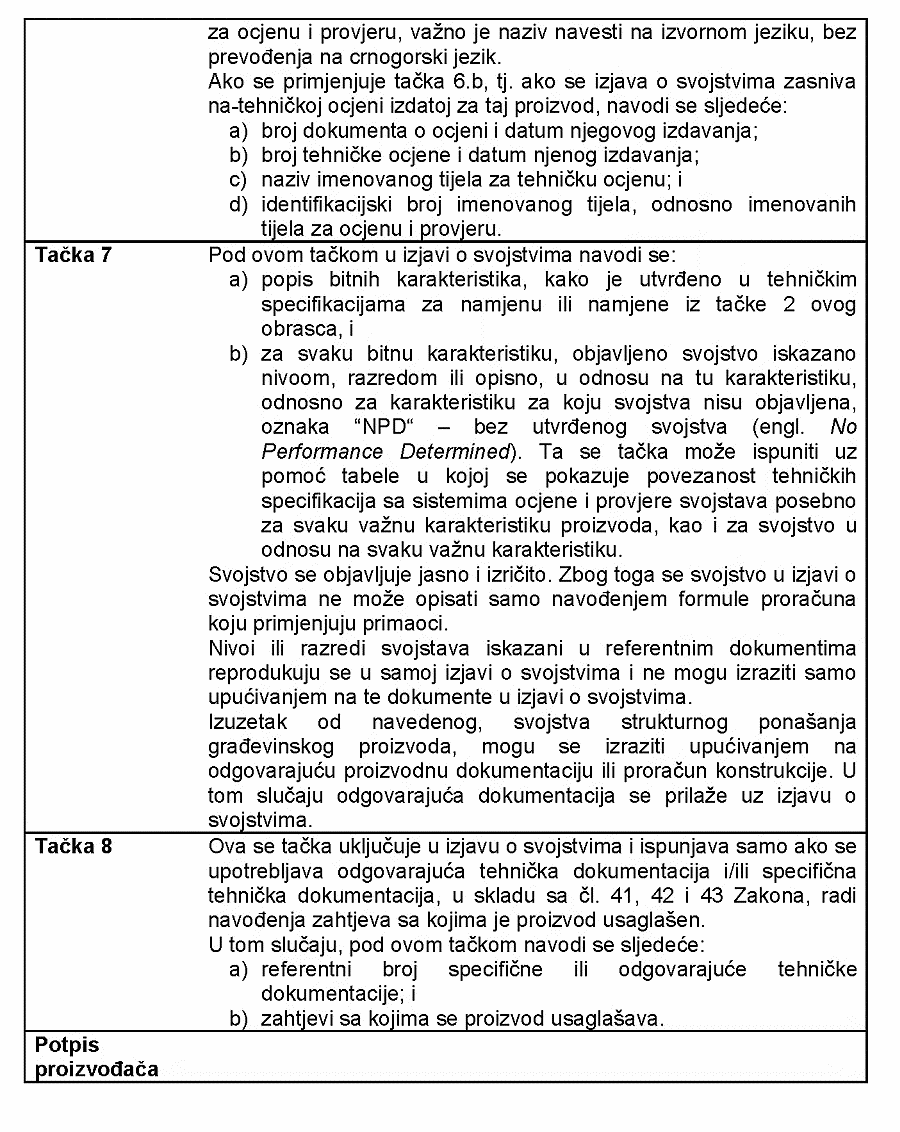 za ocjenu i provjeru, važno je naziv navesti na izvornom jeziku, bez
prevođenja na crnogorski jezik.
Ako se primjenjuje tačka 6.b, tj. ako se izjava o svojstvima zasniva
na-tehničkoj ocjeni izdatoj za taj proizvod, navodi se sljedeće:
a) broj dokumenta o ocjeni i datum njegovog izdavanja;
b) broj tehničke ocjene i datum njenog izdavanja;
c) naziv imenovanog tijela za tehničku ocjenu; i
d) identifikacijski broj imenovanog tijela, odnosno imenovanih
tijela za ocjenu i provjeru.
Tačka 7 Pod ovom tačkom u izjavi o svojstvima navodi se:
a) popis bitnih karakteristika, kako je utvrđeno u tehničkim
specifikacijama za namjenu ili namjene iz tačke 2 ovog
obrasca, i
b) za svaku bitnu karakteristiku, objavljeno svojstvo iskazano
nivoom, razredom ili opisno, u odnosu na tu karakteristiku,
odnosno za karakteristiku za koju svojstva nisu objavljena,
oznaka “NPD“ – bez utvrđenog svojstva (engl. No
Performance Determined). Ta se tačka može ispuniti uz
pomoć tabele u kojoj se pokazuje povezanost tehničkih
specifikacija sa sistemima ocjene i provjere svojstava posebno
za svaku važnu karakteristiku proizvoda, kao i za svojstvo u
odnosu na svaku važnu karakteristiku.
Svojstvo se objavljuje jasno i izričito. Zbog toga se svojstvo u izjavi o
svojstvima ne može opisati samo navođenjem formule proračuna
koju primjenjuju primaoci.
Nivoi ili razredi svojstava iskazani u referentnim dokumentima
reprodukuju se u samoj izjavi o svojstvima i ne mogu izraziti samo
upućivanjem na te dokumente u izjavi o svojstvima.
Izuzetak od navedenog, svojstva strukturnog ponašanja
građevinskog proizvoda, mogu se izraziti upućivanjem na
odgovarajuću proizvodnu dokumentaciju ili proračun konstrukcije. U
tom slučaju odgovarajuća dokumentacija se prilaže uz izjavu o
svojstvima.
Tačka 8 Ova se tačka uključuje u izjavu o svojstvima i ispunjava samo ako se
upotrebljava odgovarajuća tehnička dokumentacija i/ili specifična
tehnička dokumentacija, u skladu sa čl. 41, 42 i 43 Zakona, radi
navođenja zahtjeva sa kojima je proizvod usaglašen.
U tom slučaju, pod ovom tačkom navodi se sljedeće:
a) referentni broj specifične ili odgovarajuće tehničke
dokumentacije; i
b) zahtjevi sa kojima se proizvod usaglašava.
Potpis
proizvođača